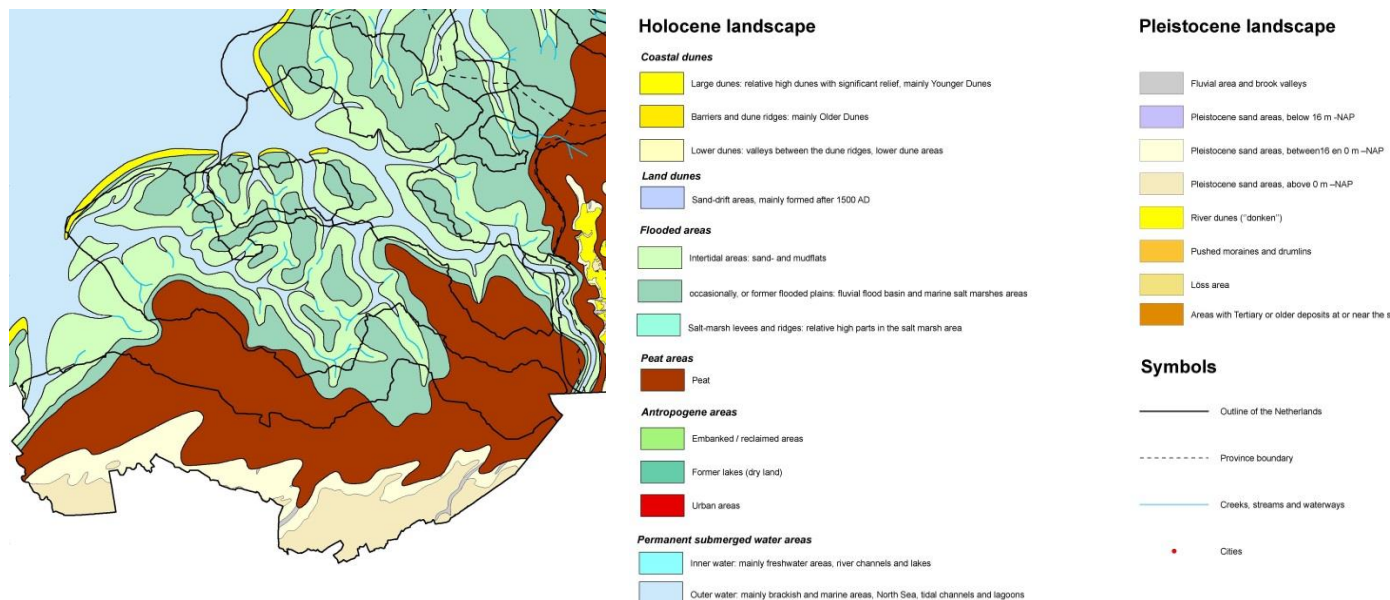 Holocene landscape
Coastal dunes
Large dunes: relative high dunes with significant relief, mainly Younger Dunes
Barriers and dune ridges: mainly Older Dunes
Lower dunes: valleys between the dune ridges, lower dune areas
Land dunes
Sand-drift areas, mainly formed after 1500 AD
Flooded areas
Intertidal areas: sand- and mudflats
occasionally, or former flooded plains: fluvial flood basin and marine salt marshes areas
Salt-marsh levees and ridges: relative high parts in the salt marsh area
Peat areas
Peat
Antropogene areas
Embanked / reclaimed areas
Former lakes (dry land)
Urban areas
Permanent submerged water areas
Inner water: mainly freshwater areas, river channels and lakes
Outer water: mainly brackish and marine areas, North Sea, tidal channels and lagoons
Pleistocene landscape
Fluvial area and brook valleys
Pleistocene sand areas, below 16 m -NAP
Pleistocene sand areas, between16 en 0 m –NAP
Pleistocene sand areas, above 0 m –NAP
River dunes ("donken")
Pushed moraines and drumlins
Löss area
Areas with Tertiary or older deposits at or near the s
Symbols
Outline of the Netherlands
Province boundary
Creeks, streams and waterways
Cities